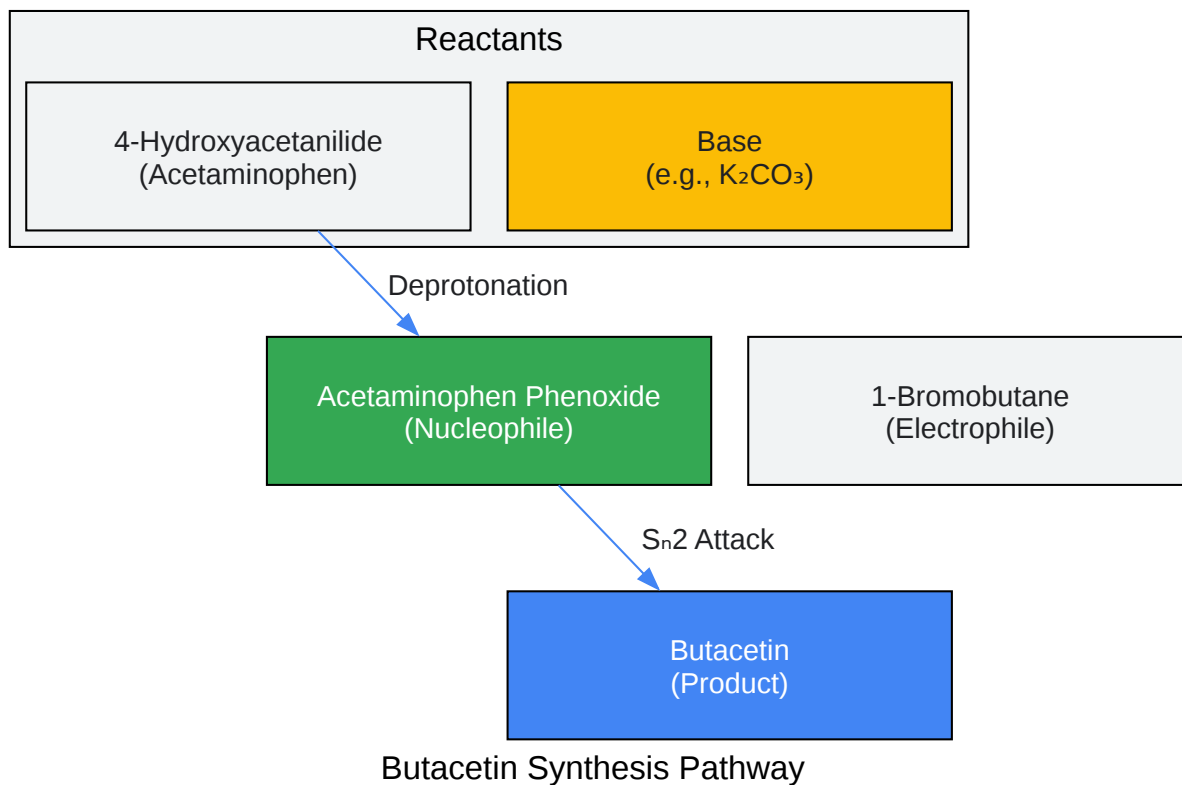 Reactants
4-Hydroxyacetanilide
(Acetaminophen)
Base
(e.g., K₂CO₃)
Deprotonation
Acetaminophen Phenoxide
(Nucleophile)
1-Bromobutane
(Electrophile)
Sₙ2 Attack
Butacetin
(Product)
Butacetin Synthesis Pathway